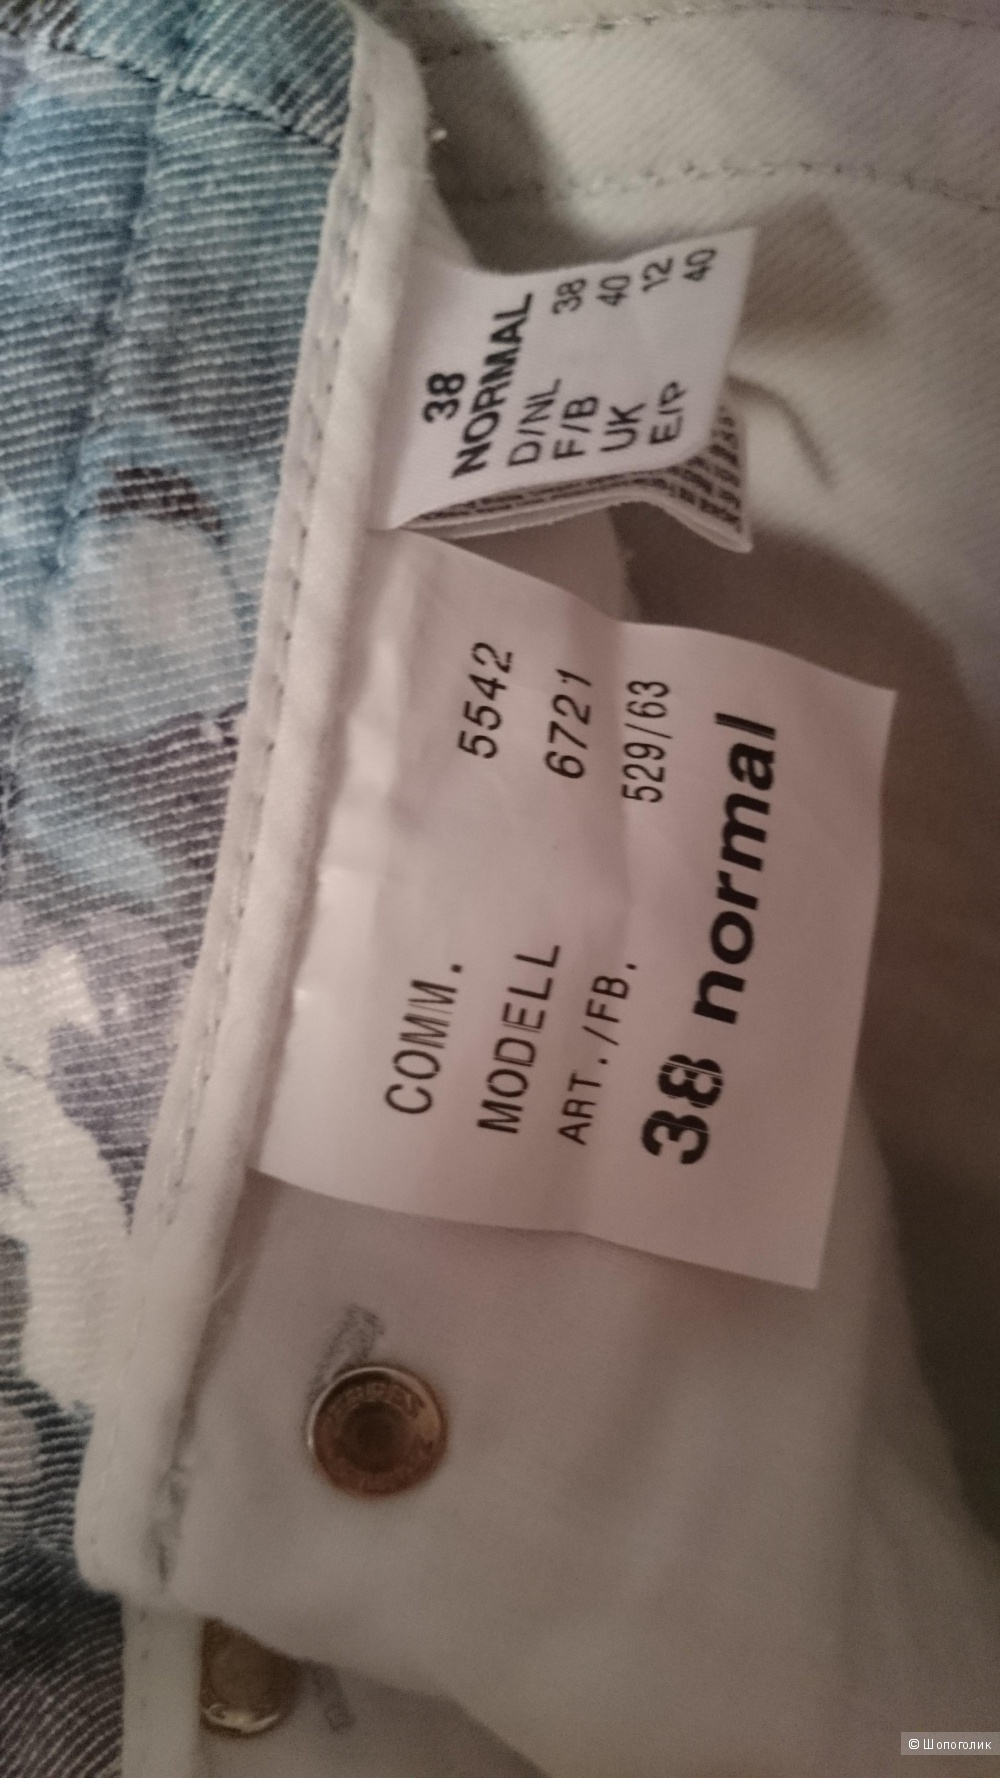 38
NORMAL
D/NL 38
F/B 40
UK 12
E/P 40
COMM. 5542
MODELL 6721
ART./FB. 529/63
38 normal
© Шопоголик